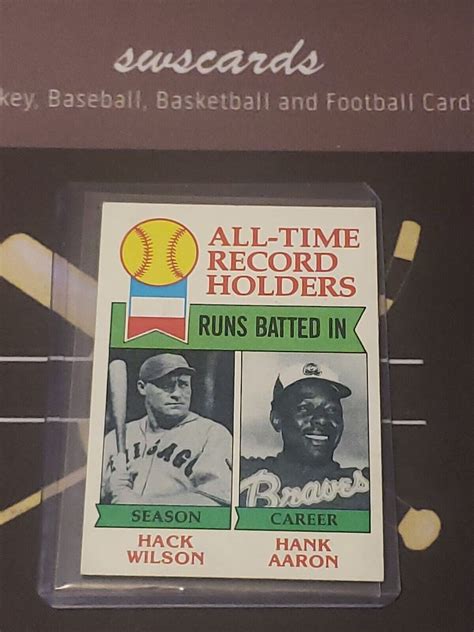 swscards
key, Baseball, Basketball and Football Card
ALL-TIME
RECORD
HOLDERS
RUNS BATTED IN
CHISAGO
Braves
SEASON
CAREER
HACK
WILSON
HANK
AARON